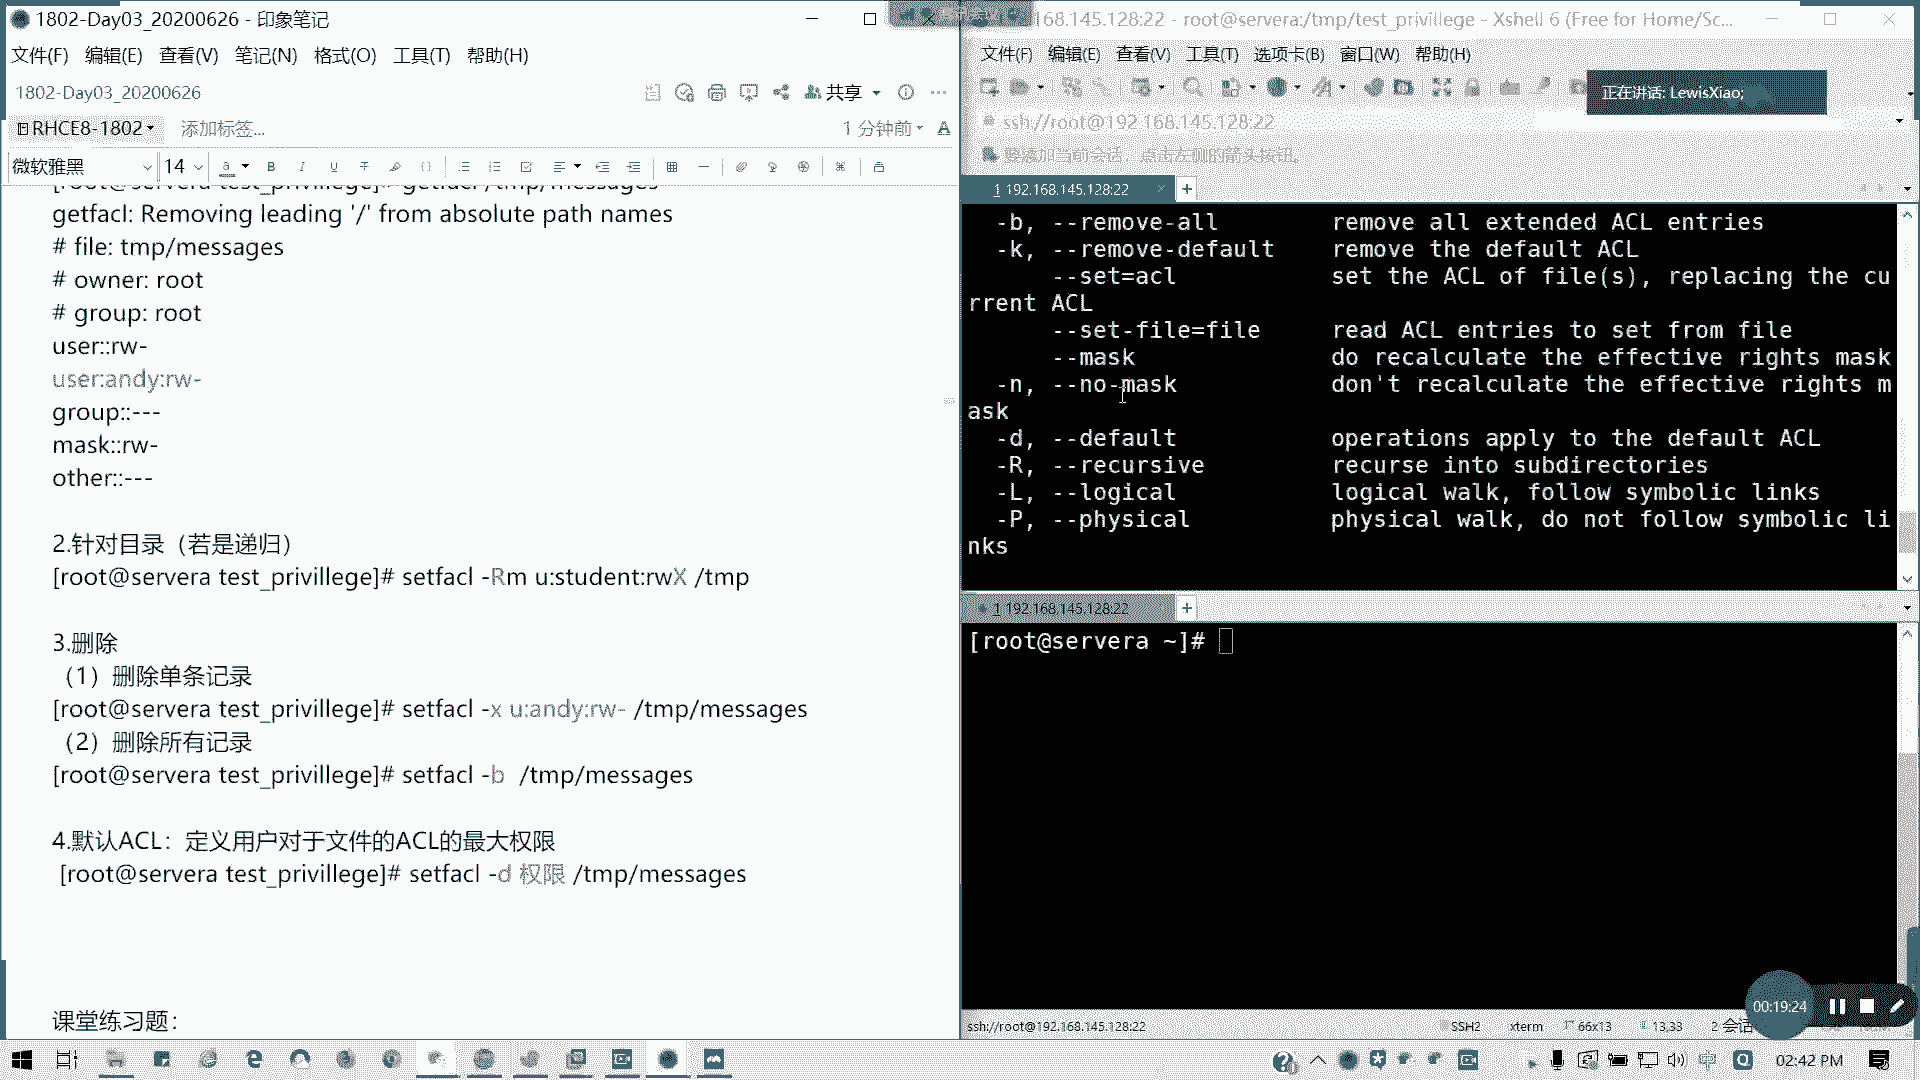 1802-Day03_20200626 - 印象笔记
文件(F) 编辑(E) 查看(V) 笔记(N) 格式(O) 工具(T) 帮助(H)
1802-Day03_20200626
共享
RHCE8-1802
添加标签...
1 分钟前
微软雅黑
14
[root@servera test_privillege]# getfacl /tmp/messages
getfacl: Removing leading '/' from absolute path names
# file: tmp/messages
# owner: root
# group: root
user::rw-
user:andy:rw-
group::---
mask::rw-
other::---
2.针对目录（若是递归）
[root@servera test_privillege]# setfacl -Rm u:student:rwX /tmp
3.删除
（1）删除单条记录
[root@servera test_privillege]# setfacl -x u:andy:rw- /tmp/messages
（2）删除所有记录
[root@servera test_privillege]# setfacl -b  /tmp/messages
4.默认ACL：定义用户对于文件的ACL的最大权限
[root@servera test_privillege]# setfacl -d 权限 /tmp/messages
课堂练习题：
168.145.128:22 - root@servera:/tmp/test_privillege - Xshell 6 (Free for Home/Sc...
文件(F) 编辑(E) 查看(V) 工具(T) 选项卡(B) 窗口(W) 帮助(H)
正在讲话: LewisXiao;
ssh://root@192.168.145.128:22
要添加当前会话，点击左侧的箭头按钮。
1 192.168.145.128:22
-b, --remove-all        remove all extended ACL entries
-k, --remove-default    remove the default ACL
--set=acl           set the ACL of file(s), replacing the cu
rrent ACL
--set-file=file     read ACL entries to set from file
--mask              do recalculate the effective rights mask
-n, --no-mask           don't recalculate the effective rights m
ask
-d, --default           operations apply to the default ACL
-R, --recursive         recurse into subdirectories
-L, --logical           logical walk, follow symbolic links
-P, --physical          physical walk, do not follow symbolic li
nks
1 192.168.145.128:22
[root@servera ~]#
00:19:24
ssh://root@192.168.145.128:22
SSH2
xterm
66x13
13,33
2 会话
02:42 PM